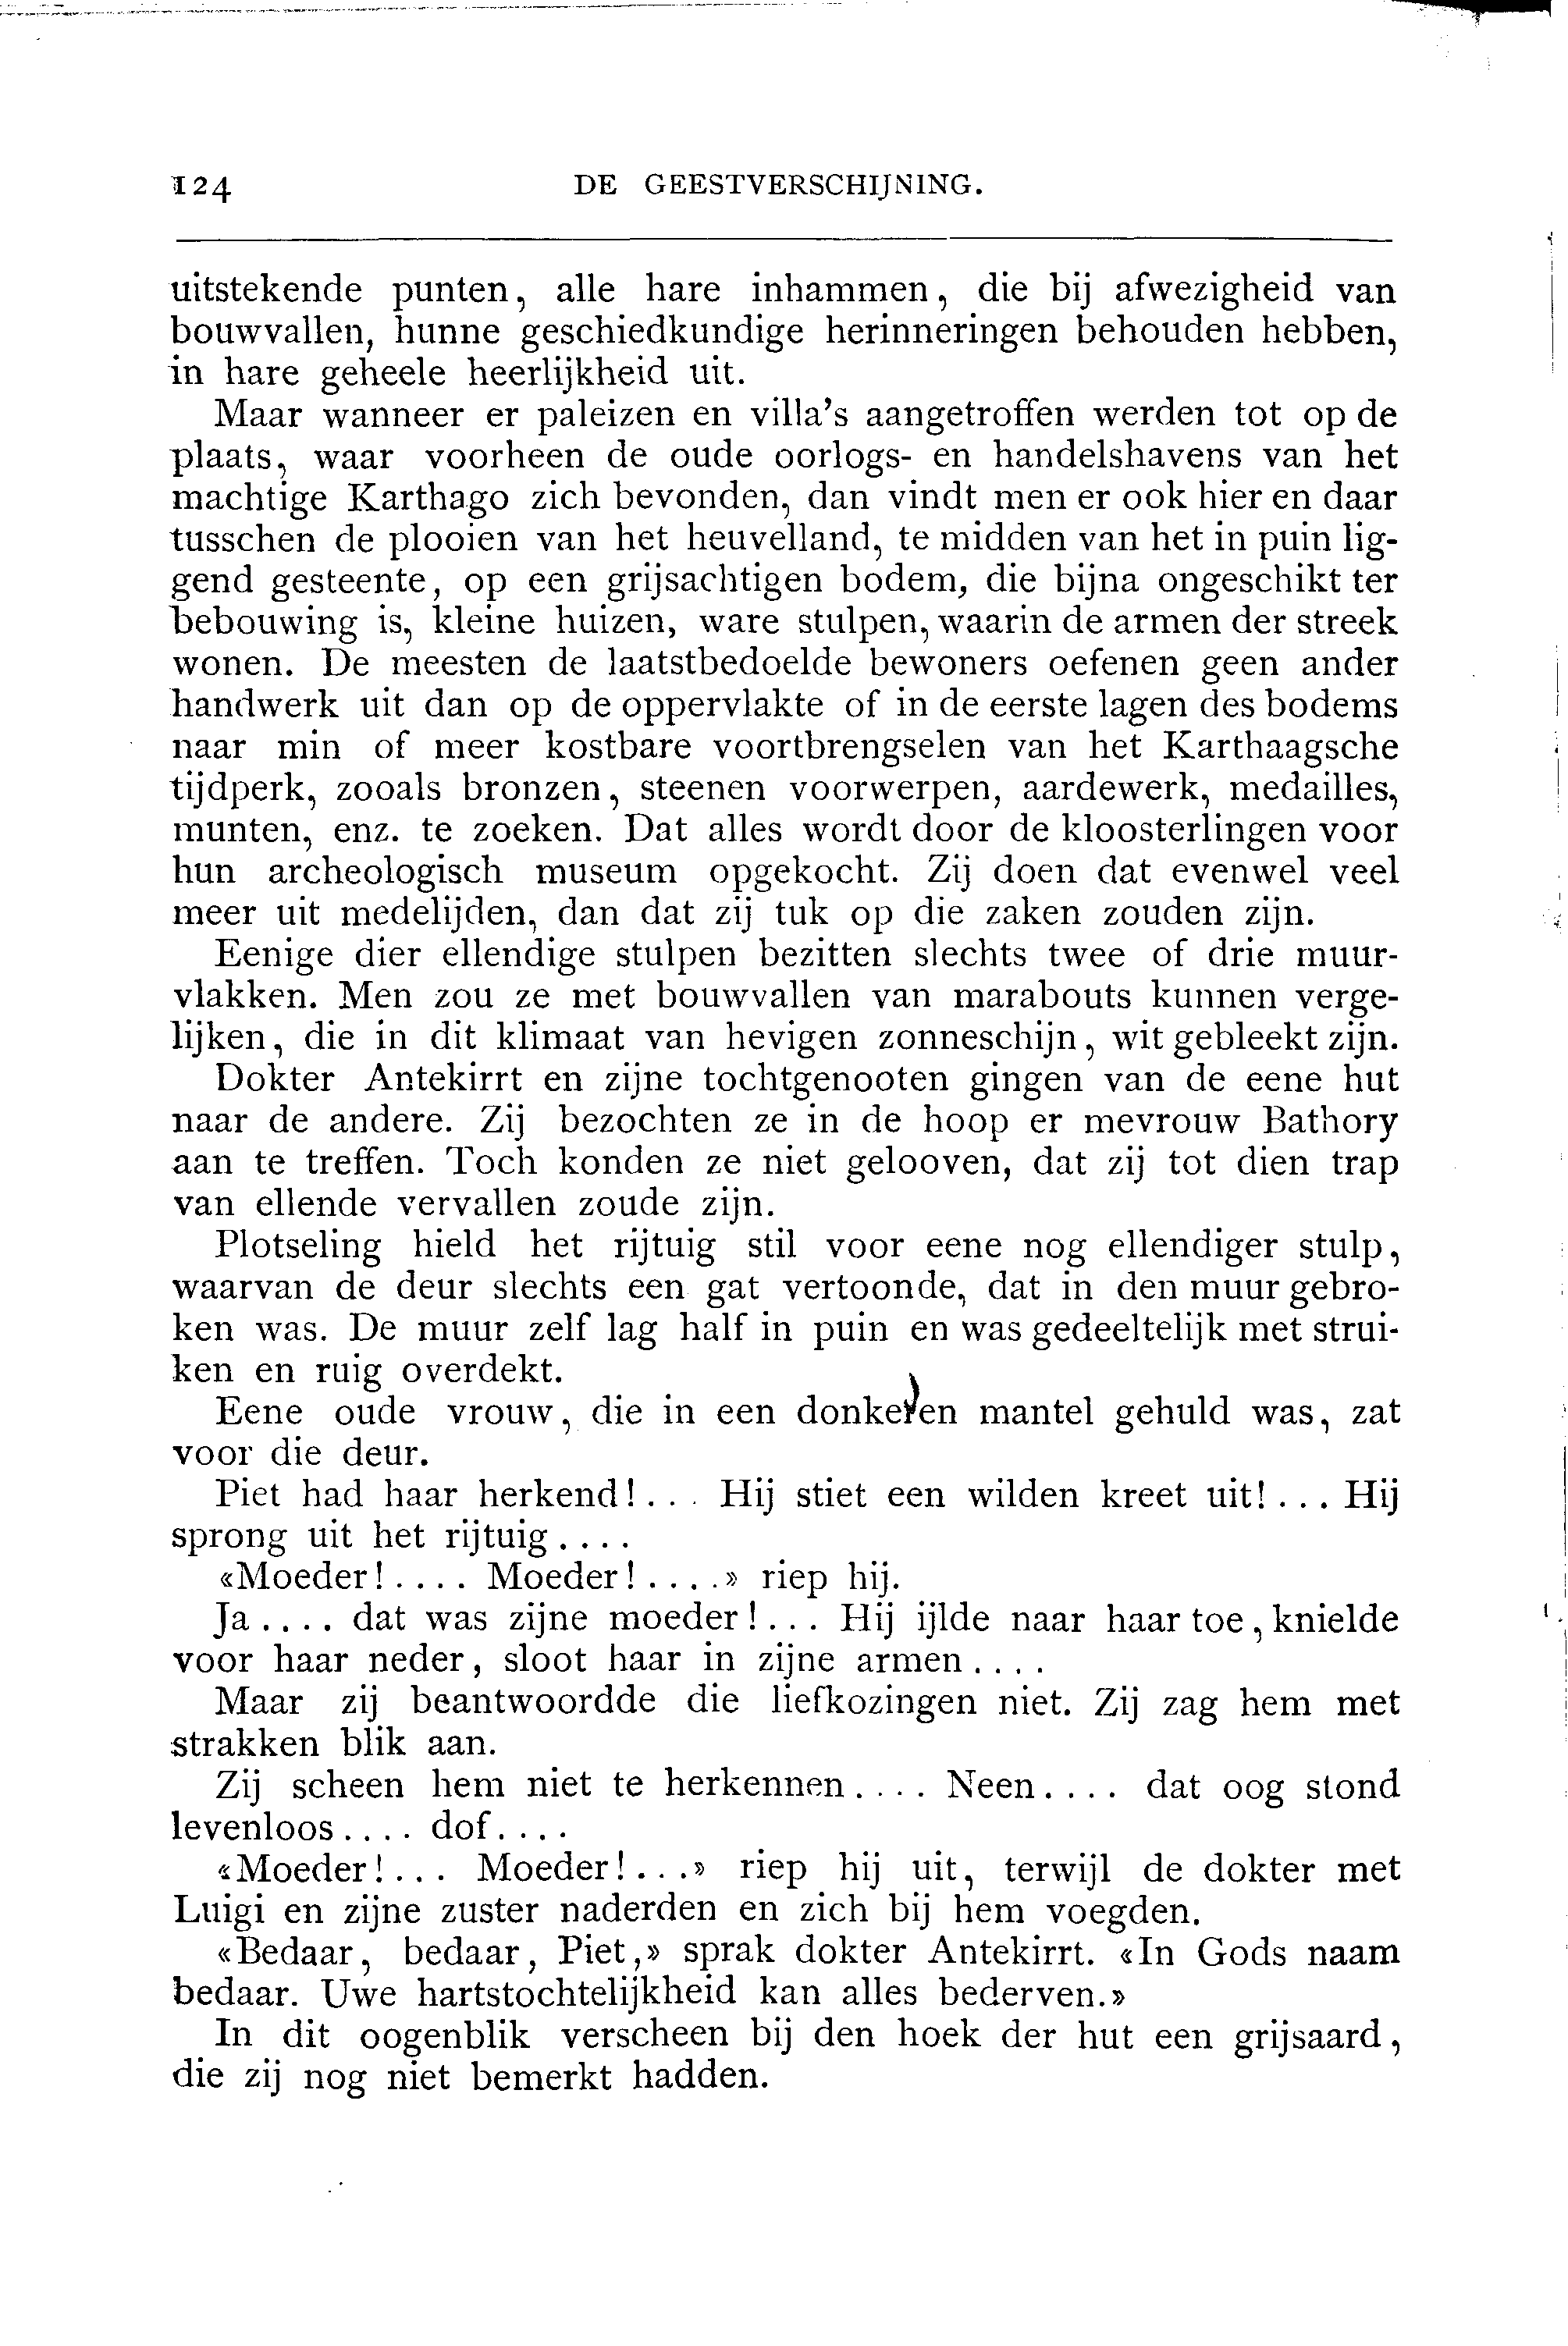 124 DE GEESTVERSCHIJNING.
uitstekende punten, alle hare inhammen, die bij afwezigheid van
bouwvallen, hunne geschiedkundige herinneringen behouden hebben,
in hare geheele heerlijkheid uit.
Maar wanneer er paleizen en villa's aangetroffen werden tot op de
plaats, waar voorheen de oude oorlogs- en handelshavens van het
machtige Karthago zich bevonden, dan vindt men er ook hier en daar
tusschen de plooien van het heuvelland, te midden van het in puin lig-
gend gesteente, op een grijsachtigen bodem, die bijna ongeschikt ter
bebouwing is, kleine huizen, ware stulpen, waarin de armen der streek
wonen. De meesten de laatstbedoelde bewoners oefenen geen ander
handwerk uit dan op de oppervlakte of in de eerste lagen des bodems
naar min of meer kostbare voortbrengselen van het Karthaagsche
tijdperk, zooals bronzen, steenen voorwerpen, aardewerk, medailles,
munten, enz. te zoeken. Dat alles wordt door de kloosterlingen voor
hun archeologisch museum opgekocht. Zij doen dat evenwel veel
meer uit medelijden, dan dat zij tuk op die zaken zouden zijn.
Eenige dier ellendige stulpen bezitten slechts twee of drie muur-
vlakken. Men zou ze met bouwvallen van marabouts kunnen verge-
lijken, die in dit klimaat van hevigen zonneschijn, wit gebleekt zijn.
Dokter Antekirrt en zijne tochtgenooten gingen van de eene hut
naar de andere. Zij bezochten ze in de hoop er mevrouw Bathory
aan te treffen. Toch konden ze niet gelooven, dat zij tot dien trap
van ellende vervallen zoude zijn.
Plotseling hield het rijtuig stil voor eene nog ellendiger stulp,
waarvan de deur slechts een gat vertoonde, dat in den muur gebro-
ken was. De muur zelf lag half in puin en was gedeeltelijk met strui-
ken en ruig overdekt.
Eene oude vrouw, die in een donkeren mantel gehuld was, zat
voor die deur.
Piet had haar herkend!... Hij stiet een wilden kreet uit!... Hij
sprong uit het rijtuig....
«Moeder!.... Moeder!....» riep hij.
Ja.... dat was zijne moeder!... Hij ijlde naar haar toe, knielde
voor haar neder, sloot haar in zijne armen....
Maar zij beantwoordde die liefkozingen niet. Zij zag hem met
strakken blik aan.
Zij scheen hem niet te herkennen.... Neen.... dat oog stond
levenloos.... dof....
«Moeder!... Moeder!...» riep hij uit, terwijl de dokter met
Luigi en zijne zuster naderden en zich bij hem voegden.
«Bedaar, bedaar, Piet,» sprak dokter Antekirrt. «In Gods naam
bedaar. Uwe hartstochtelijkheid kan alles bederven.»
In dit oogenblik verscheen bij den hoek der hut een grijsaard,
die zij nog niet bemerkt hadden.